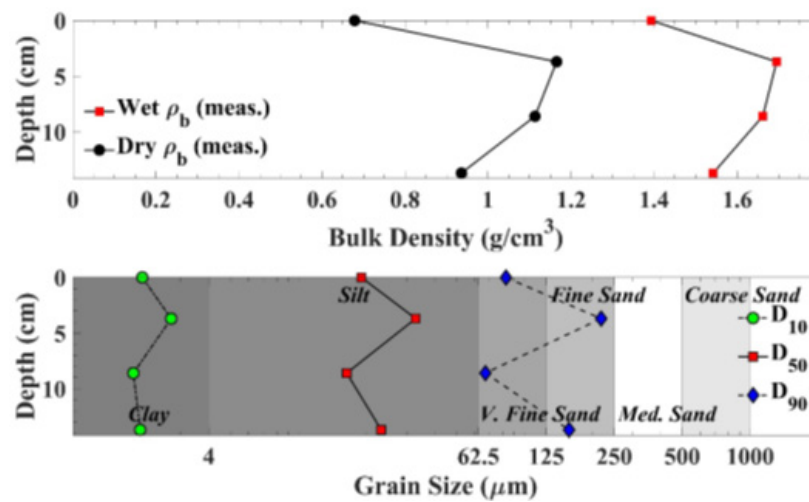 0
5
10
Depth (cm)
Wet ρb (meas.)
Dry ρb (meas.)
0 0.2 0.4 0.6 0.8 1 1.2 1.4 1.6
Bulk Density (g/cm³)
0
5
10
Depth (cm)
Silt Fine Sand Coarse Sand
D10
D50
D90
Clay V. Fine Sand Med. Sand
4 62.5 125 250 500 1000
Grain Size (μm)